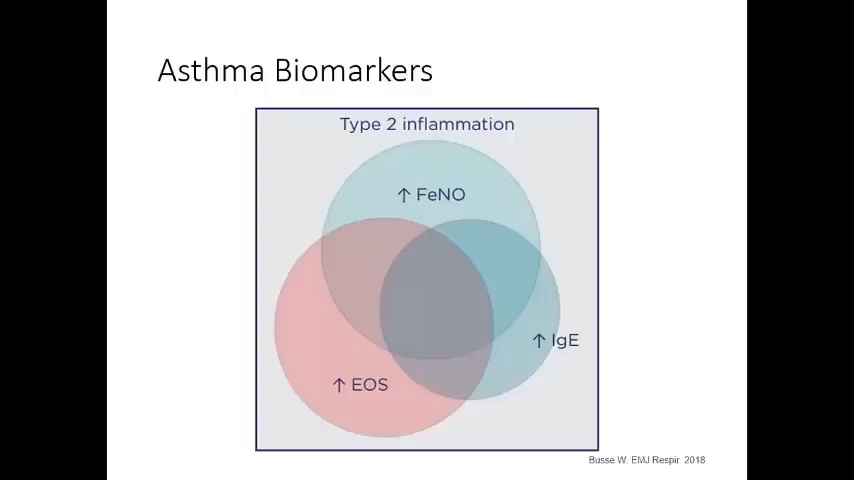 Asthma Biomarkers
Type 2 inflammation
↑ FeNO
↑ IgE
↑ EOS
Busse W. EMJ Respir. 2018